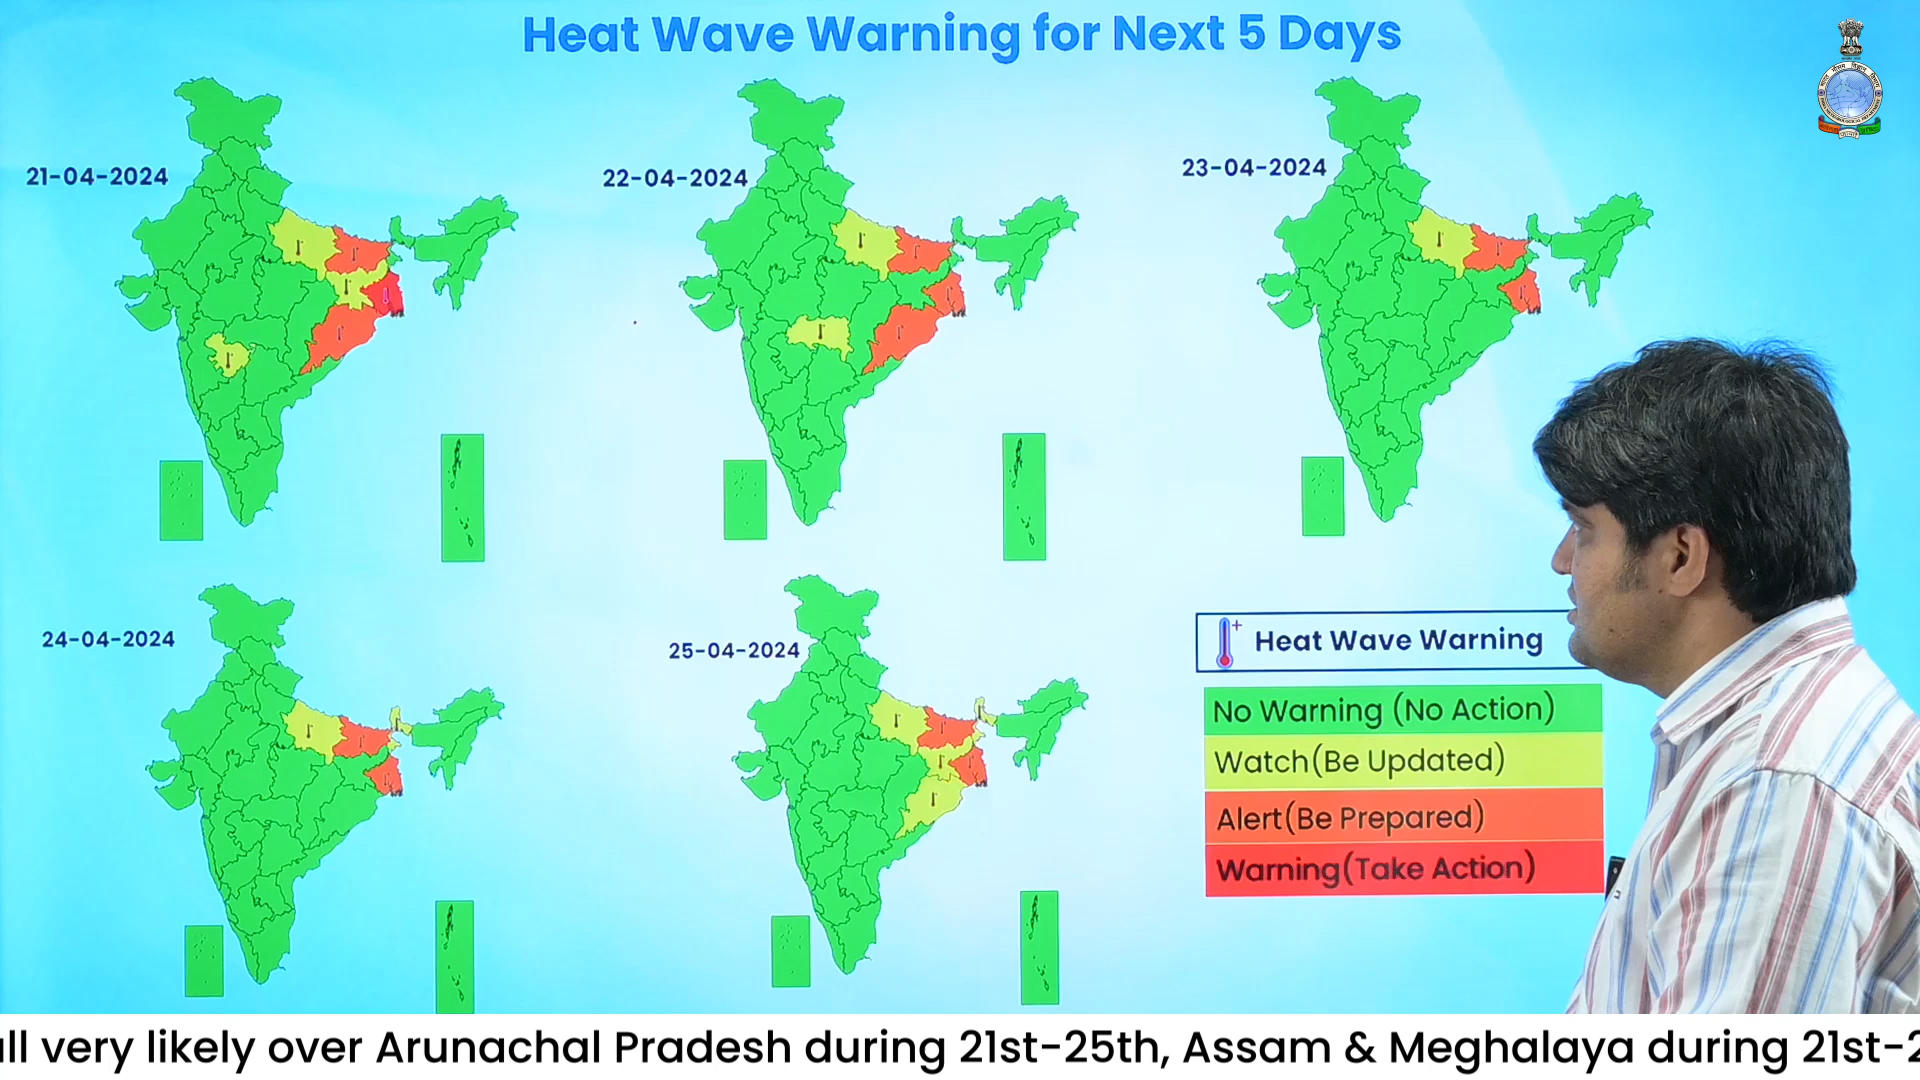 Heat Wave Warning for Next 5 Days
21-04-2024
22-04-2024
23-04-2024
24-04-2024
25-04-2024
Heat Wave Warning
No Warning (No Action)
Watch(Be Updated)
Alert(Be Prepared)
Warning(Take Action)
very likely over Arunachal Pradesh during 21st-25th, Assam & Meghalaya during 21st-